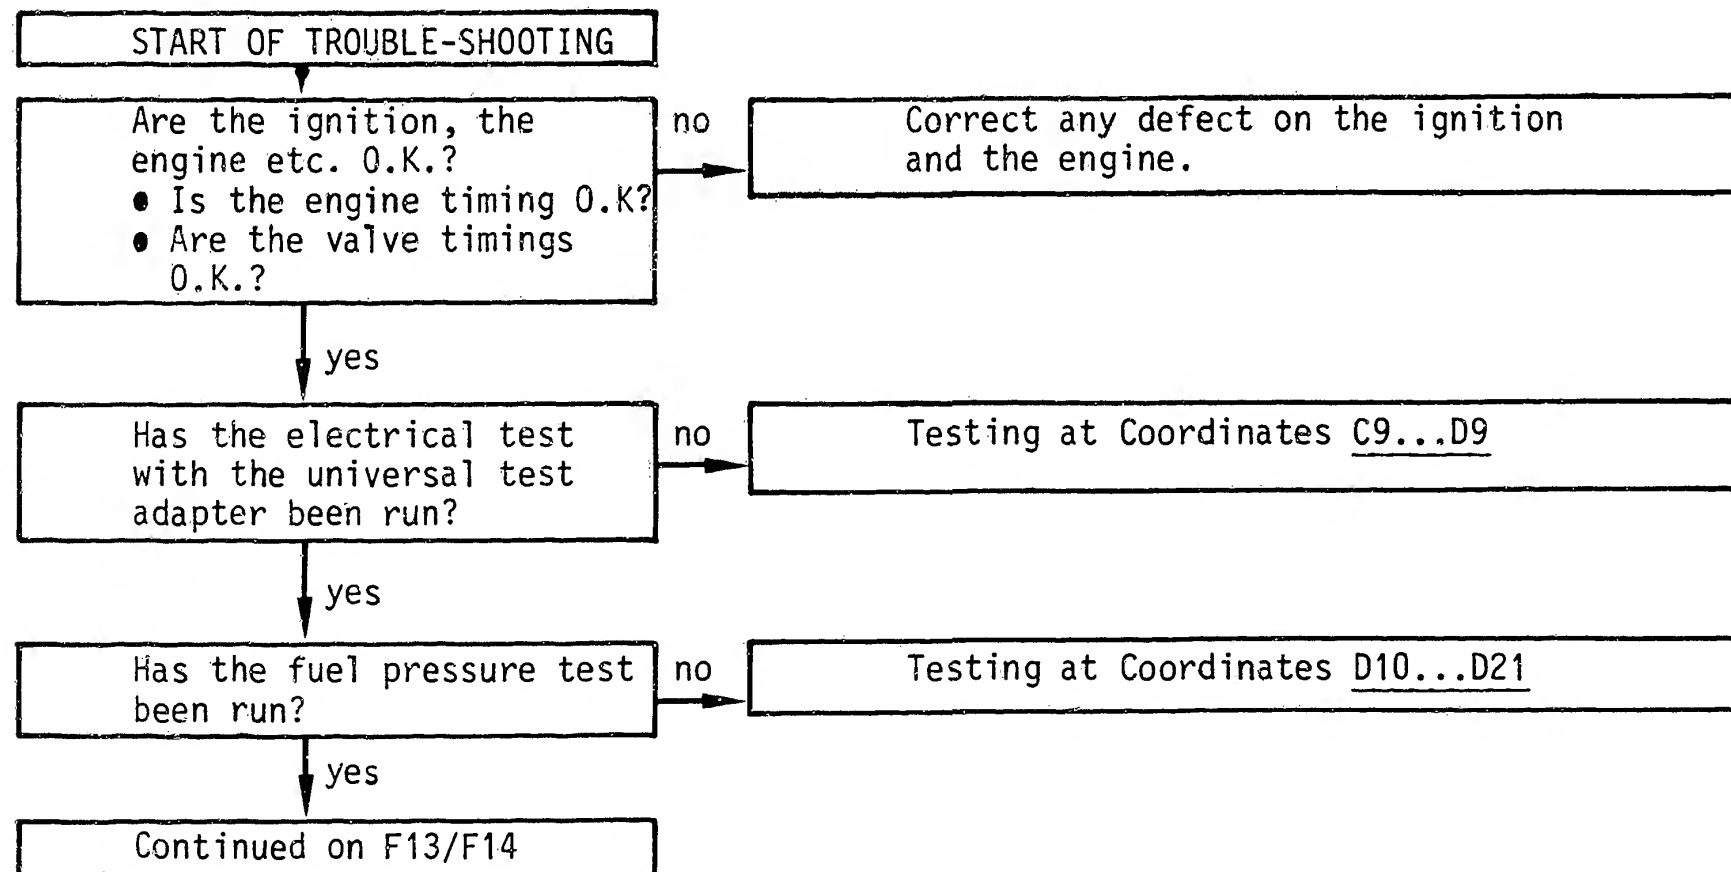 START OF TROUBLE-SHOOTING
Are the ignition, the
engine etc. O.K.?
● Is the engine timing O.K?
● Are the valve timings
O.K.?
no
Correct any defect on the ignition
and the engine.
yes
Has the electrical test
with the universal test
adapter been run?
no
Testing at Coordinates C9...D9
yes
Has the fuel pressure test
been run?
no
Testing at Coordinates D10...D21
yes
Continued on F13/F14